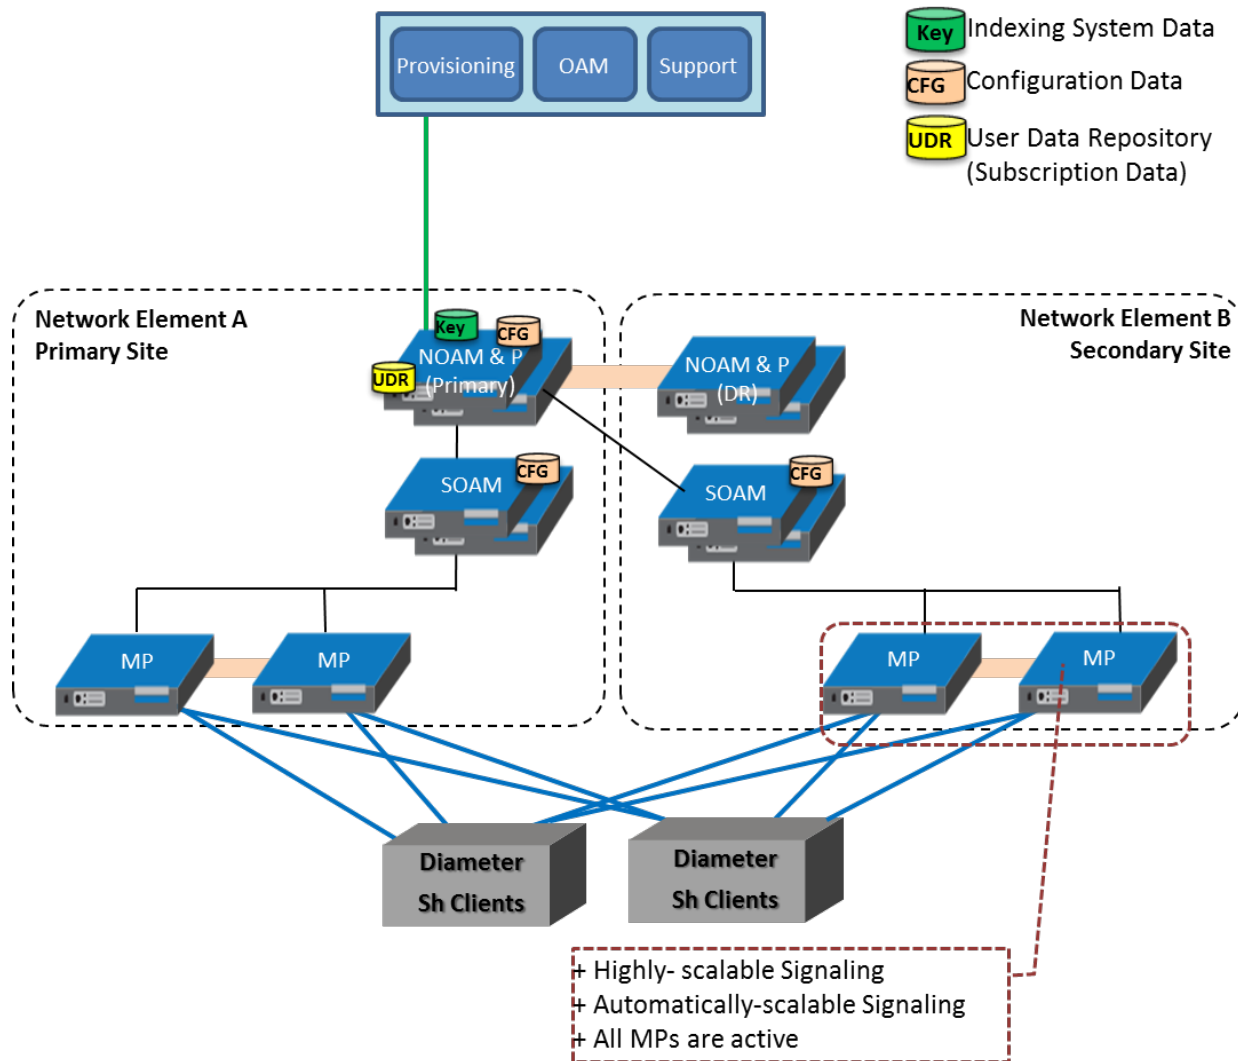 Provisioning
OAM
Support
Key
Indexing System Data
CFG
Configuration Data
UDR
User Data Repository
(Subscription Data)
Network Element A
Primary Site
Key
CFG
UDR
NOAM & P
(Primary)
NOAM & P
(DR)
Network Element B
Secondary Site
SOAM
CFG
SOAM
CFG
MP
MP
MP
MP
Diameter
Sh Clients
Diameter
Sh Clients
+ Highly- scalable Signaling
+ Automatically-scalable Signaling
+ All MPs are active